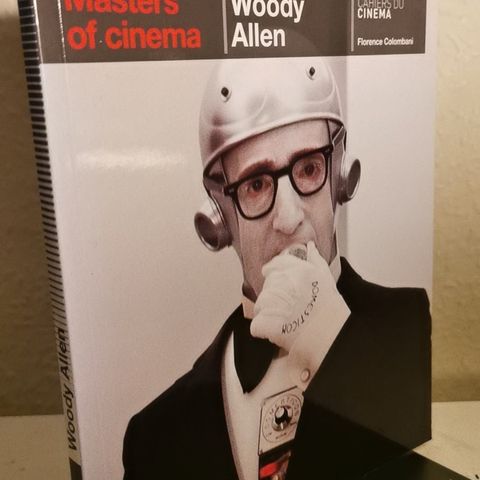 Masters
of cinema
Woody
Allen
CAHIERS DU
CINEMA
Florence Colombani
DOMESTICON
Woody Allen